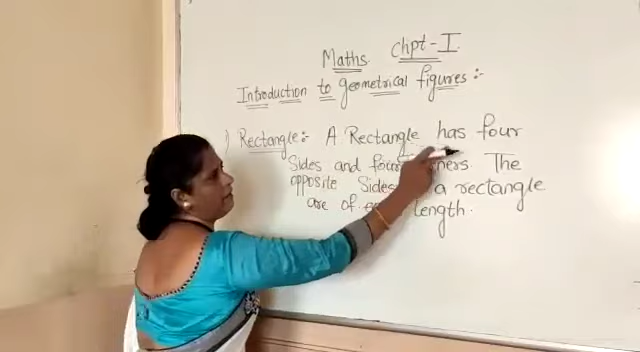 Maths. Chpt-I
Introduction to geometrical figures:-
1) Rectangle:- A Rectangle has four
Sides and four The
opposite Sides a rectangle
are of length.